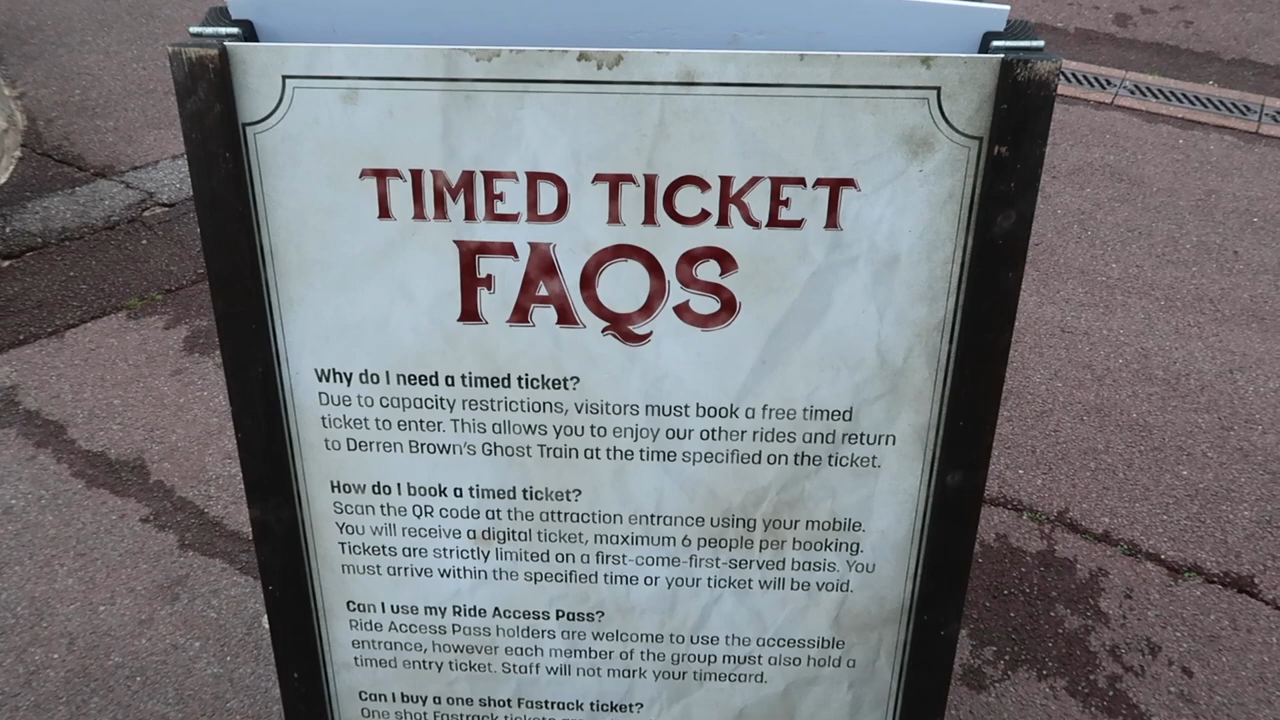 TIMED TICKET
FAQS
Why do I need a timed ticket?
Due to capacity restrictions, visitors must book a free timed
ticket to enter. This allows you to enjoy our other rides and return
to Derren Brown's Ghost Train at the time specified on the ticket.
How do I book a timed ticket?
Scan the QR code at the attraction entrance using your mobile.
You will receive a digital ticket, maximum 6 people per booking.
Tickets are strictly limited on a first-come-first-served basis. You
must arrive within the specified time or your ticket will be void.
Can I use my Ride Access Pass?
Ride Access Pass holders are welcome to use the accessible
entrance, however each member of the group must also hold a
timed entry ticket. Staff will not mark your timecard.
Can I buy a one shot Fastrack ticket?
One shot Fastrack tickets